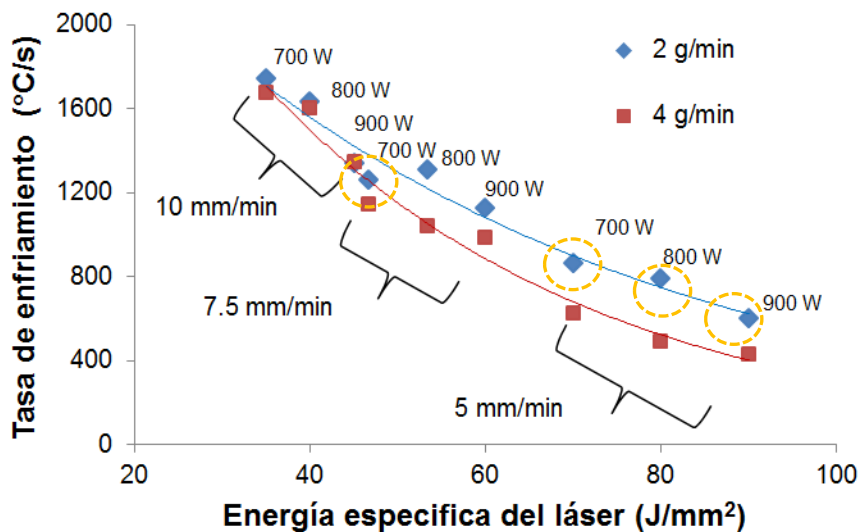 Tasa de enfriamiento (°C/s)
2000
1600
1200
800
400
0
700 W
800 W
900 W
700 W
800 W
900 W
700 W
800 W
900 W
2 g/min
4 g/min
10 mm/min
7.5 mm/min
5 mm/min
20
40
60
80
100
Energía especifica del láser (J/mm²)